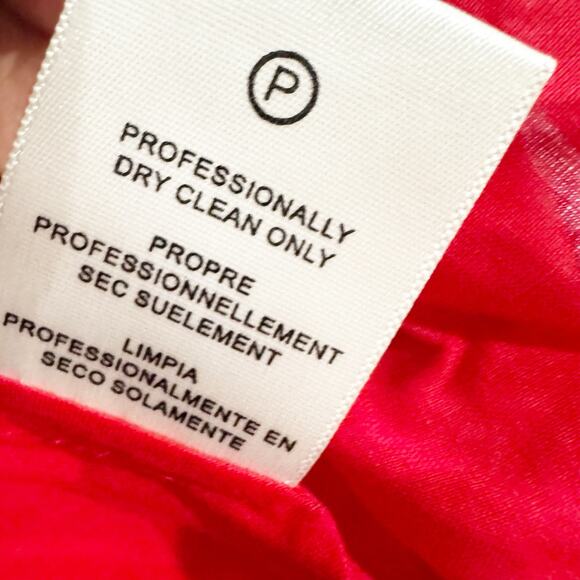 P
PROFESSIONALLY
DRY CLEAN ONLY
PROPRE
PROFESSIONNELLEMENT
SEC SUELEMENT
LIMPIA
PROFESSIONALMENTE EN
SECO SOLAMENTE